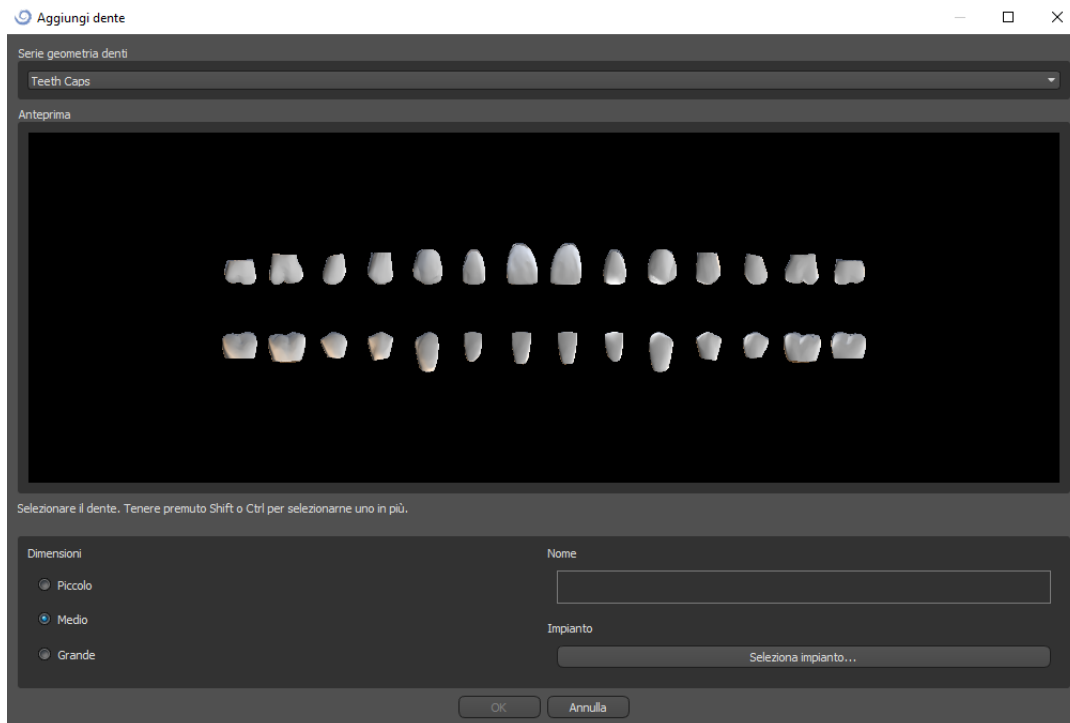 Aggiungi dente
Serie geometria denti
Teeth Caps
Anteprima
Selezionare il dente. Tenere premuto Shift o Ctrl per selezionarne uno in più.
Dimensioni
Piccolo
Medio
Grande
Nome
Impianto
Seleziona impianto...
OK
Annulla